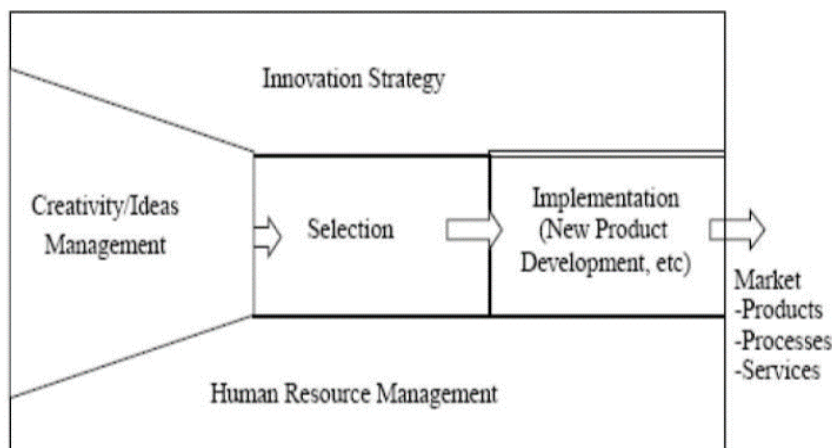 Innovation Strategy
Creativity/Ideas
Management
Selection
Implementation
(New Product
Development, etc)
Market
-Products
-Processes
-Services
Human Resource Management